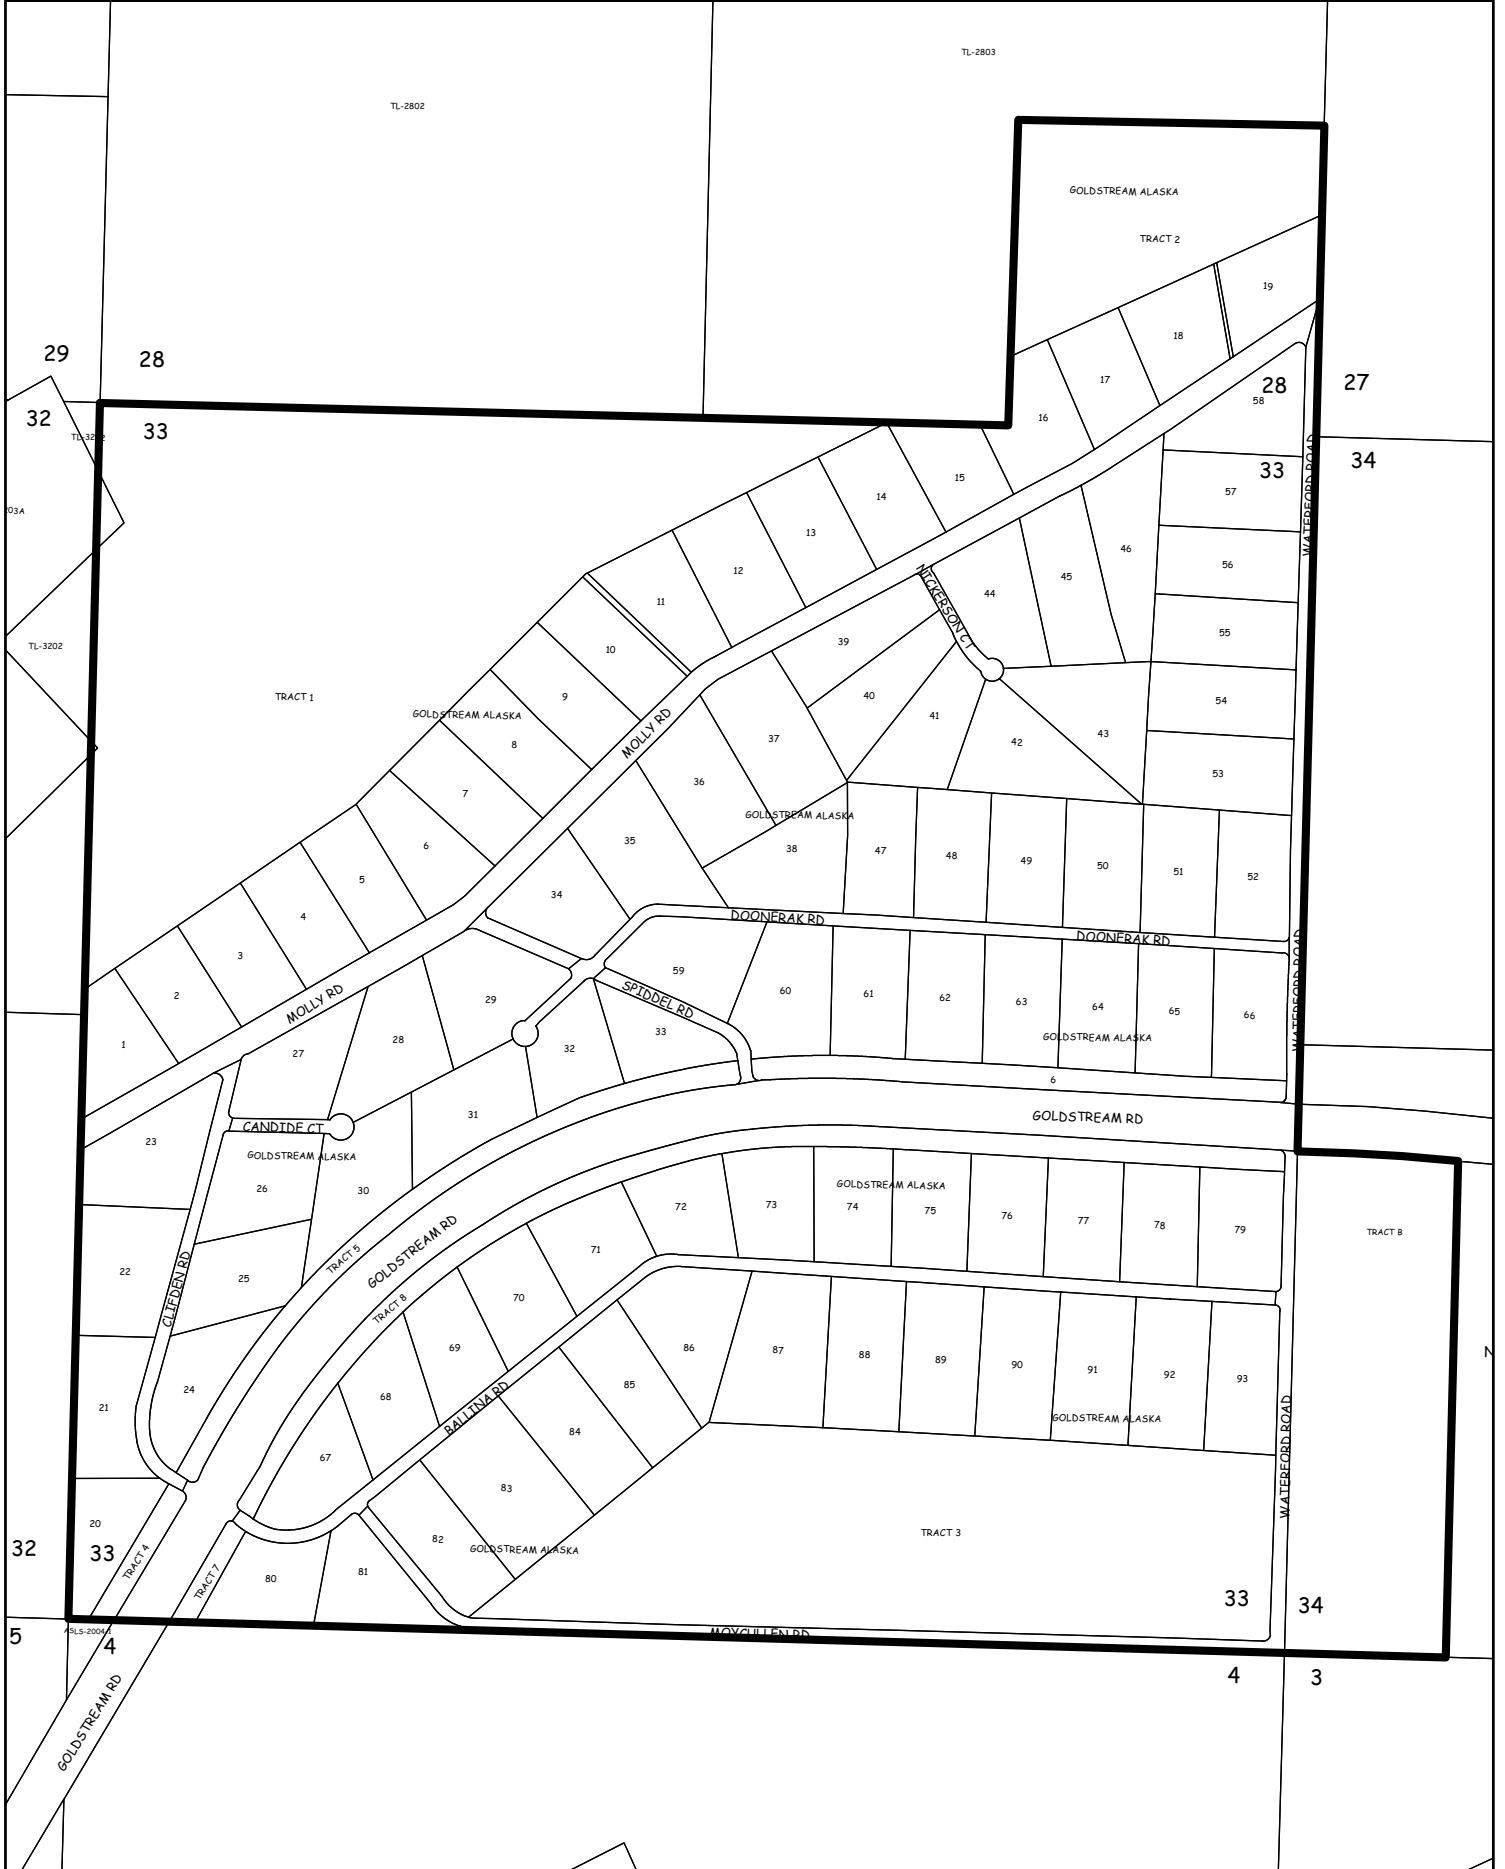 TL-2803
TL-2802
GOLDSTREAM ALASKA
TRACT 2
19
18
29
28
17
28
27
58
16
32
33
TL-3202
33
34
15
57
WATERFORD ROAD
14
03A
13
46
56
12
45
NICKERSON CT
44
11
55
39
10
TL-3202
TRACT 1
9
40
54
GOLDSTREAM ALASKA
41
MOLLY RD
43
8
37
42
53
7
36
GOLDSTREAM ALASKA
35
6
38
47
48
49
50
51
52
5
34
4
DOONERAK RD
DOONERAK RD
3
59
WATERFORD ROAD
2
60
61
62
63
64
65
66
29
SPIDDEL RD
MOLLY RD
33
GOLDSTREAM ALASKA
1
28
32
27
6
31
GOLDSTREAM RD
CANDIDE CT
23
GOLDSTREAM ALASKA
26
30
GOLDSTREAM ALASKA
72
73
74
75
76
77
78
79
TRACT B
TRACT 5
GOLDSTREAM RD
71
22
25
CLIFDEN RD
TRACT 8
70
69
86
87
88
89
90
91
92
93
N
24
68
85
21
BALLINA RD
GOLDSTREAM ALASKA
84
67
WATERFORD ROAD
83
20
82
TRACT 3
32
33
TRACT 4
GOLDSTREAM ALASKA
TRACT 7
80
81
33
34
5
ASLS-2004-1
4
MOYCULLEN RD
4
3
GOLDSTREAM RD